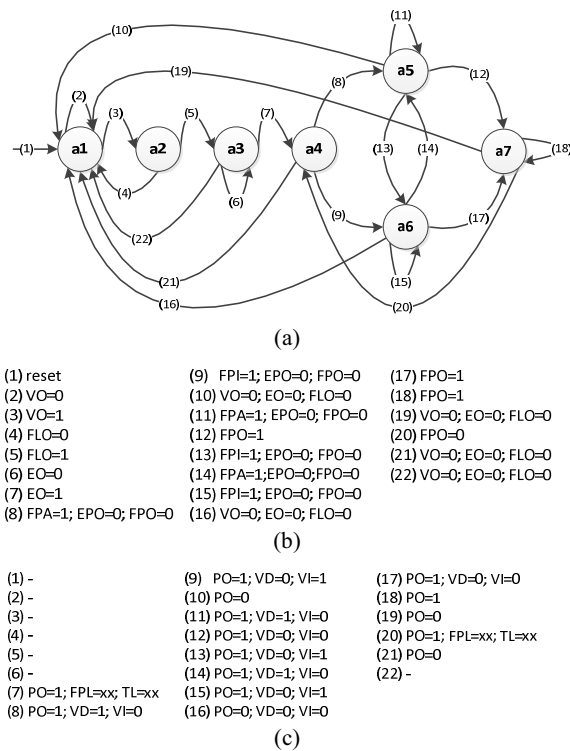 (11)
(10)
a5
(19)
(8)
(12)
(2)
(3)
(5)
(7)
(1)
a1
a2
a3
a4
(13)
(14)
a7
(18)
(4)
(6)
(9)
a6
(17)
(22)
(21)
(15)
(16)
(20)
(a)
(1) reset
(2) VO=0
(3) VO=1
(4) FLO=0
(5) FLO=1
(6) EO=0
(7) EO=1
(8) FPA=1; EPO=0; FPO=0
(9) FPI=1; EPO=0; FPO=0
(10) VO=0; EO=0; FLO=0
(11) FPA=1; EPO=0; FPO=0
(12) FPO=1
(13) FPI=1; EPO=0; FPO=0
(14) FPA=1;EPO=0;FPO=0
(15) FPI=1; EPO=0; FPO=0
(16) VO=0; EO=0; FLO=0
(17) FPO=1
(18) FPO=1
(19) VO=0; EO=0; FLO=0
(20) FPO=0
(21) VO=0; EO=0; FLO=0
(22) VO=0; EO=0; FLO=0
(b)
(1) -
(2) -
(3) -
(4) -
(5) -
(6) -
(7) PO=1; FPL=xx; TL=xx
(8) PO=1; VD=1; VI=0
(9) PO=1; VD=0; VI=1
(10) PO=0
(11) PO=1; VD=1; VI=0
(12) PO=1; VD=0; VI=0
(13) PO=1; VD=0; VI=1
(14) PO=1; VD=1; VI=0
(15) PO=1; VD=0; VI=1
(16) PO=0; VD=0; VI=0
(17) PO=1; VD=0; VI=0
(18) PO=1
(19) PO=0
(20) PO=1; FPL=xx; TL=xx
(21) PO=0
(22) -
(c)